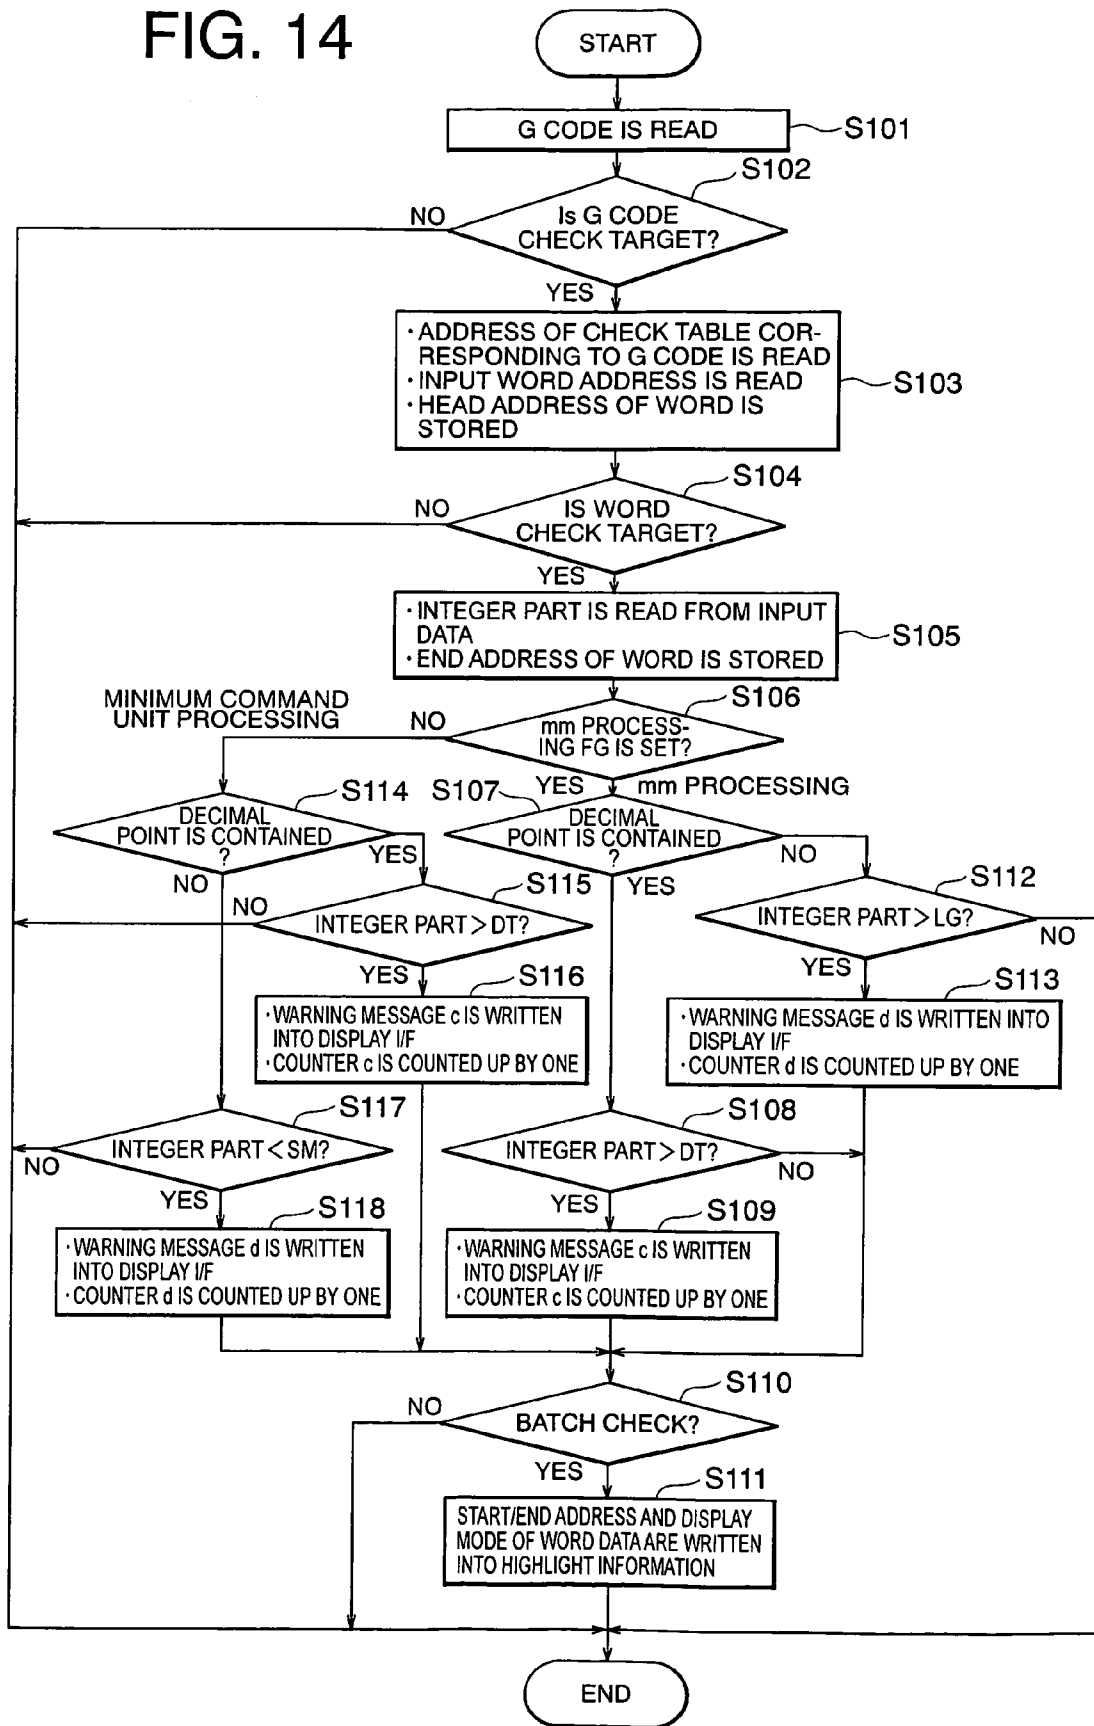 FIG. 14
START
G CODE IS READ
S101
S102
NO
Is G CODE
CHECK TARGET?
YES
· ADDRESS OF CHECK TABLE COR-
RESPONDING TO G CODE IS READ
· INPUT WORD ADDRESS IS READ
· HEAD ADDRESS OF WORD IS
STORED
S103
S104
NO
IS WORD
CHECK TARGET?
YES
· INTEGER PART IS READ FROM INPUT
DATA
· END ADDRESS OF WORD IS STORED
S105
MINIMUM COMMAND
UNIT PROCESSING
S106
NO
mm PROCESS-
ING FG IS SET?
YES
mm PROCESSING
S114
DECIMAL
POINT IS CONTAINED
?
YES
NO
S107
DECIMAL
POINT IS CONTAINED
?
NO
YES
S115
NO
INTEGER PART > DT?
YES
S112
INTEGER PART > LG?
NO
YES
S116
· WARNING MESSAGE c IS WRITTEN
INTO DISPLAY I/F
· COUNTER c IS COUNTED UP BY ONE
S113
· WARNING MESSAGE d IS WRITTEN INTO
DISPLAY I/F
· COUNTER d IS COUNTED UP BY ONE
S117
INTEGER PART < SM?
NO
YES
S108
INTEGER PART > DT?
NO
YES
S118
· WARNING MESSAGE d IS WRITTEN
INTO DISPLAY I/F
· COUNTER d IS COUNTED UP BY ONE
S109
· WARNING MESSAGE c IS WRITTEN
INTO DISPLAY I/F
· COUNTER c IS COUNTED UP BY ONE
S110
NO
BATCH CHECK?
YES
S111
START/END ADDRESS AND DISPLAY
MODE OF WORD DATA ARE WRITTEN
INTO HIGHLIGHT INFORMATION
END